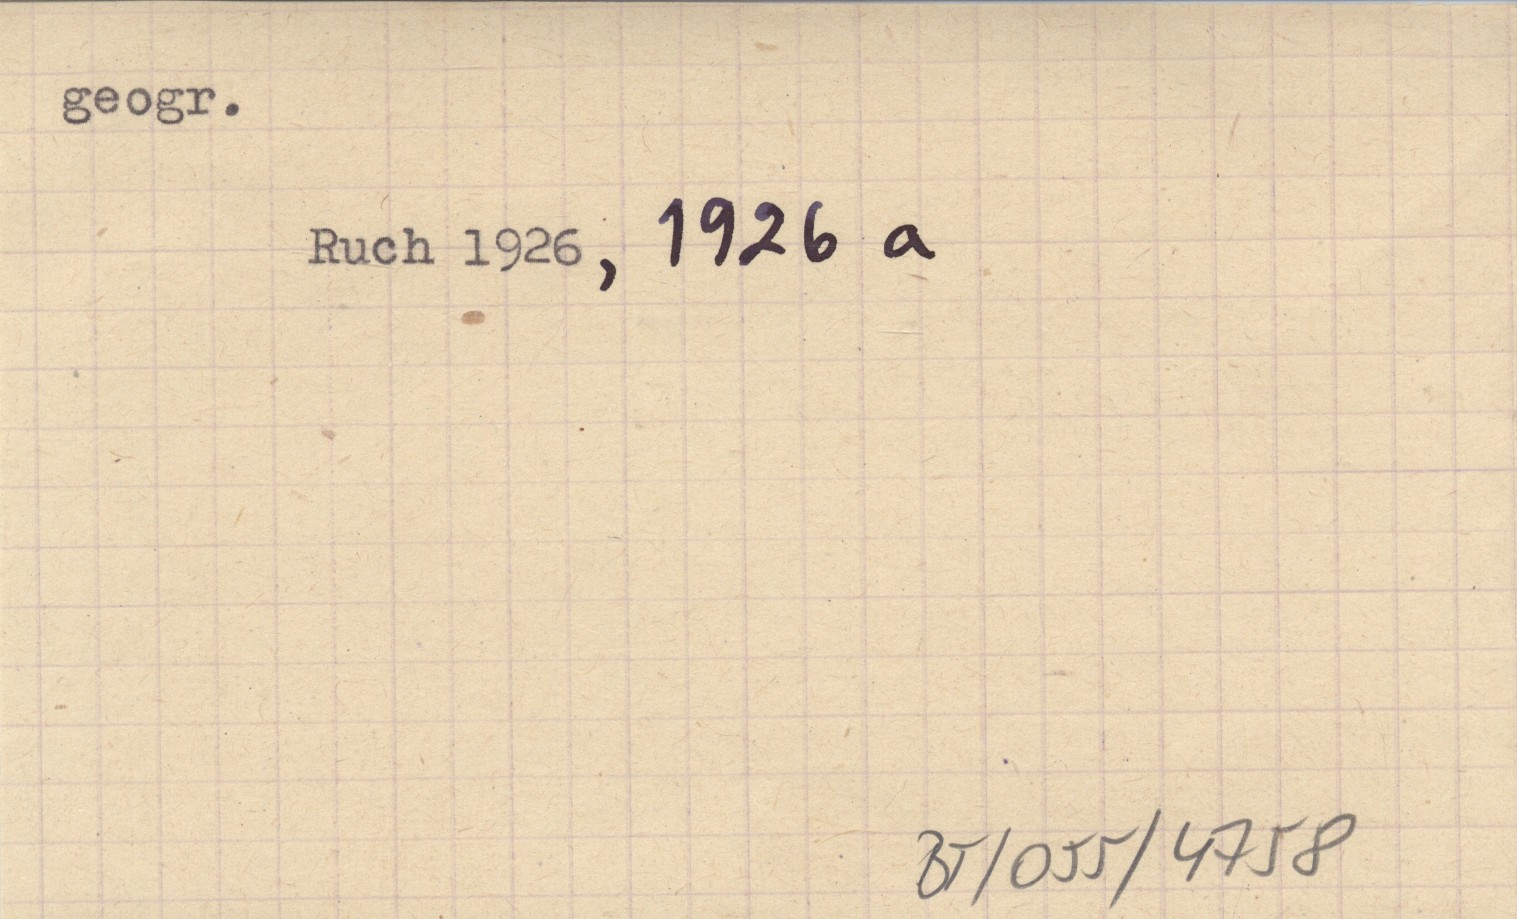 geogr.
Ruch 1926, 1926 a
BT/055/4758